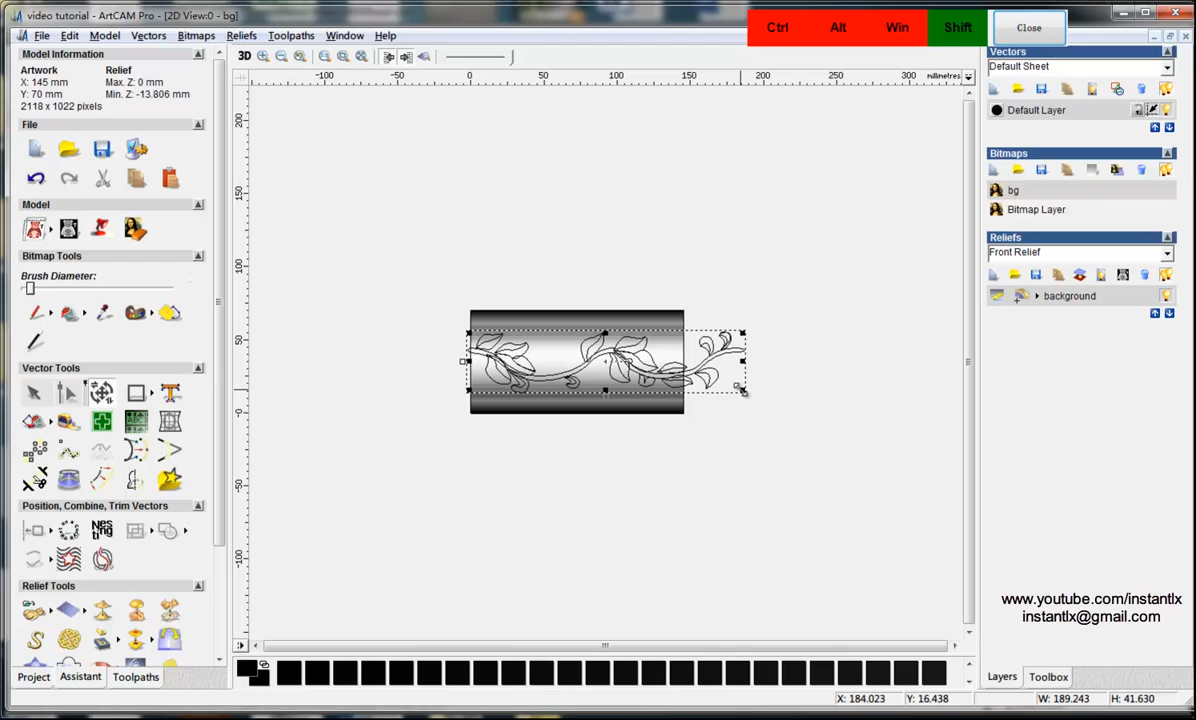 video tutorial - ArtCAM Pro - [2D View:0 - bg]
Ctrl Alt Win Shift Close
File Edit Model Vectors Bitmaps Reliefs Toolpaths Window Help
Model Information
Artwork Relief
X: 145 mm Max. Z: 0 mm
Y: 70 mm Min. Z: -13.806 mm
2118 x 1022 pixels
File
Model
Bitmap Tools
Brush Diameter:
Vector Tools
Position, Combine, Trim Vectors
Nes
ting
Relief Tools
Project Assistant Toolpaths
3D
-100 -50 0 50 100 150 200 250 300 millimetres
200
150
100
50
-0
-50
-100
Vectors
Default Sheet
Default Layer
Bitmaps
bg
Bitmap Layer
Reliefs
Front Relief
background
www.youtube.com/instantlx
instantlx@gmail.com
Layers Toolbox
X: 184.023 Y: 16.438 W: 189.243 H: 41.630